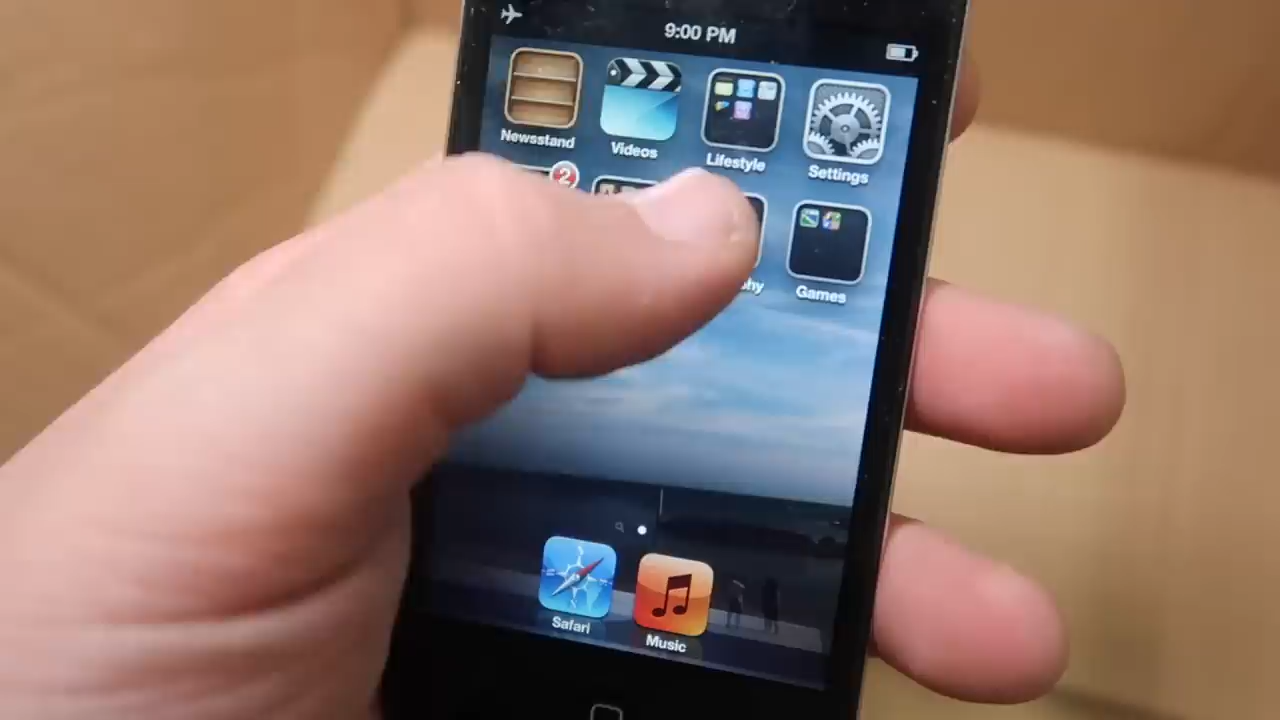 9:00 PM
Newsstand
Videos
Lifestyle
Settings
2
Games
Safari
Music